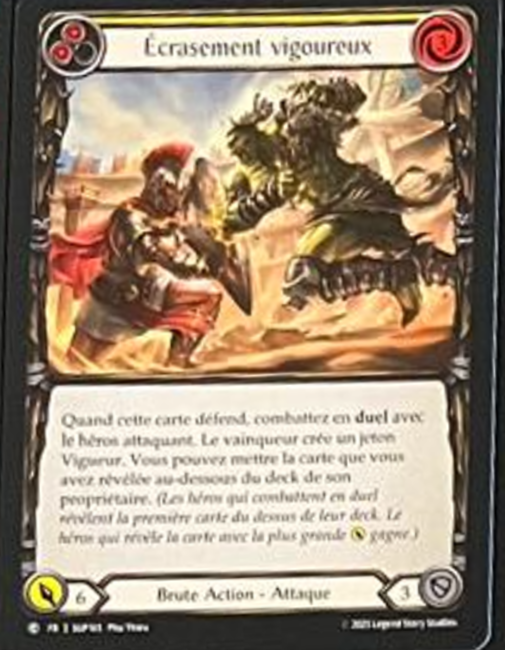 Écrasement vigoureux
3
Quand cette carte défend, combattez en duel avec
le héros attaquant. Le vainqueur crée un jeton
Vigueur. Vous pouvez mettre la carte que vous
avez révélée au-dessous du deck de son
propriétaire. (Les héros qui combattent en duel
révèlent la première carte du dessus de leur deck. Le
héros qui révèle la carte avec la plus grande gagne.)
6
Brute Action - Attaque
3
FR
© 2025 Legend Story Studios